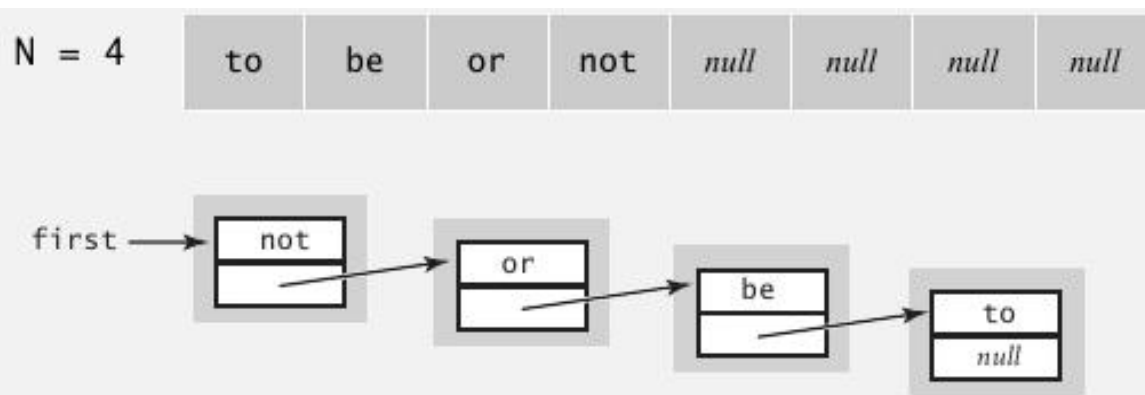 N = 4 to be or not null null null null
first not
or
be
to
null